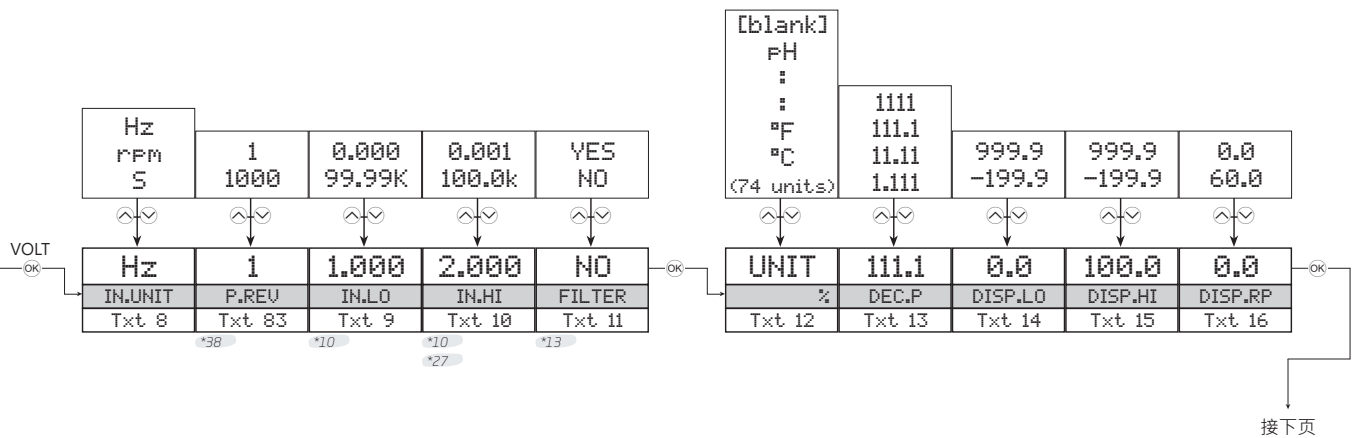 [blank]
pH
:
:
°F
°C
(74 units)
1111
111.1
11.11
1.111
Hz
rpm
S
1
1000
0.000
99.99K
0.001
100.0k
YES
NO
999.9
-199.9
999.9
-199.9
0.0
60.0
VOLT
OK
Hz 1 1.000 2.000 NO
IN.UNIT P.REV IN.LO IN.HI FILTER
Txt 8 Txt 83 Txt 9 Txt 10 Txt 11
*38 *10 *10 *13
*27
OK
UNIT 111.1 0.0 100.0 0.0
% DEC.P DISP.LO DISP.HI DISP.RP
Txt 12 Txt 13 Txt 14 Txt 15 Txt 16
OK
接下页